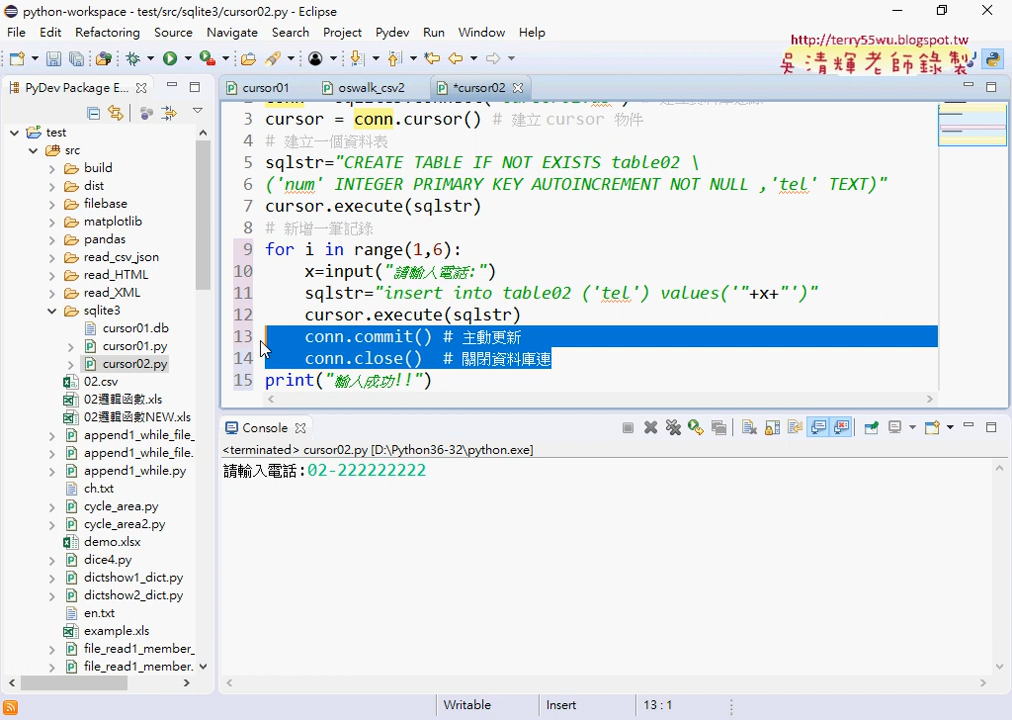 python-workspace - test/src/sqlite3/cursor02.py - Eclipse
File Edit Refactoring Source Navigate Search Project Pydev Run Window Help
http://terry55wu.blogspot.tw
吳清輝老師錄製
PyDev Package E...
test
src
build
dist
filebase
matplotlib
pandas
read_csv_json
read_HTML
read_XML
sqlite3
cursor01.db
cursor01.py
cursor02.py
02.csv
02邏輯函數.xls
02邏輯函數NEW.xls
append1_while_file_
append1_while_file.
append1_while.py
ch.txt
cycle_area.py
cycle_area2.py
demo.xlsx
dice4.py
dictshow1_dict.py
dictshow2_dict.py
en.txt
example.xls
file_read1_member_
file_read1_member.
cursor01 oswalk_csv2 *cursor02
3 cursor = conn.cursor() # 建立 cursor 物件
4 # 建立一個資料表
5 sqlstr="CREATE TABLE IF NOT EXISTS table02 \
6 ('num' INTEGER PRIMARY KEY AUTOINCREMENT NOT NULL ,'tel' TEXT)"
7 cursor.execute(sqlstr)
8 # 新增一筆記錄
9 for i in range(1,6):
10 x=input("請輸入電話:")
11 sqlstr="insert into table02 ('tel') values('"+x+"')"
12 cursor.execute(sqlstr)
13 conn.commit() # 主動更新
14 conn.close() # 關閉資料庫連
15 print("輸入成功!!")
Console
<terminated> cursor02.py [D:\Python36-32\python.exe]
請輸入電話:02-222222222
Writable Insert 13 : 1